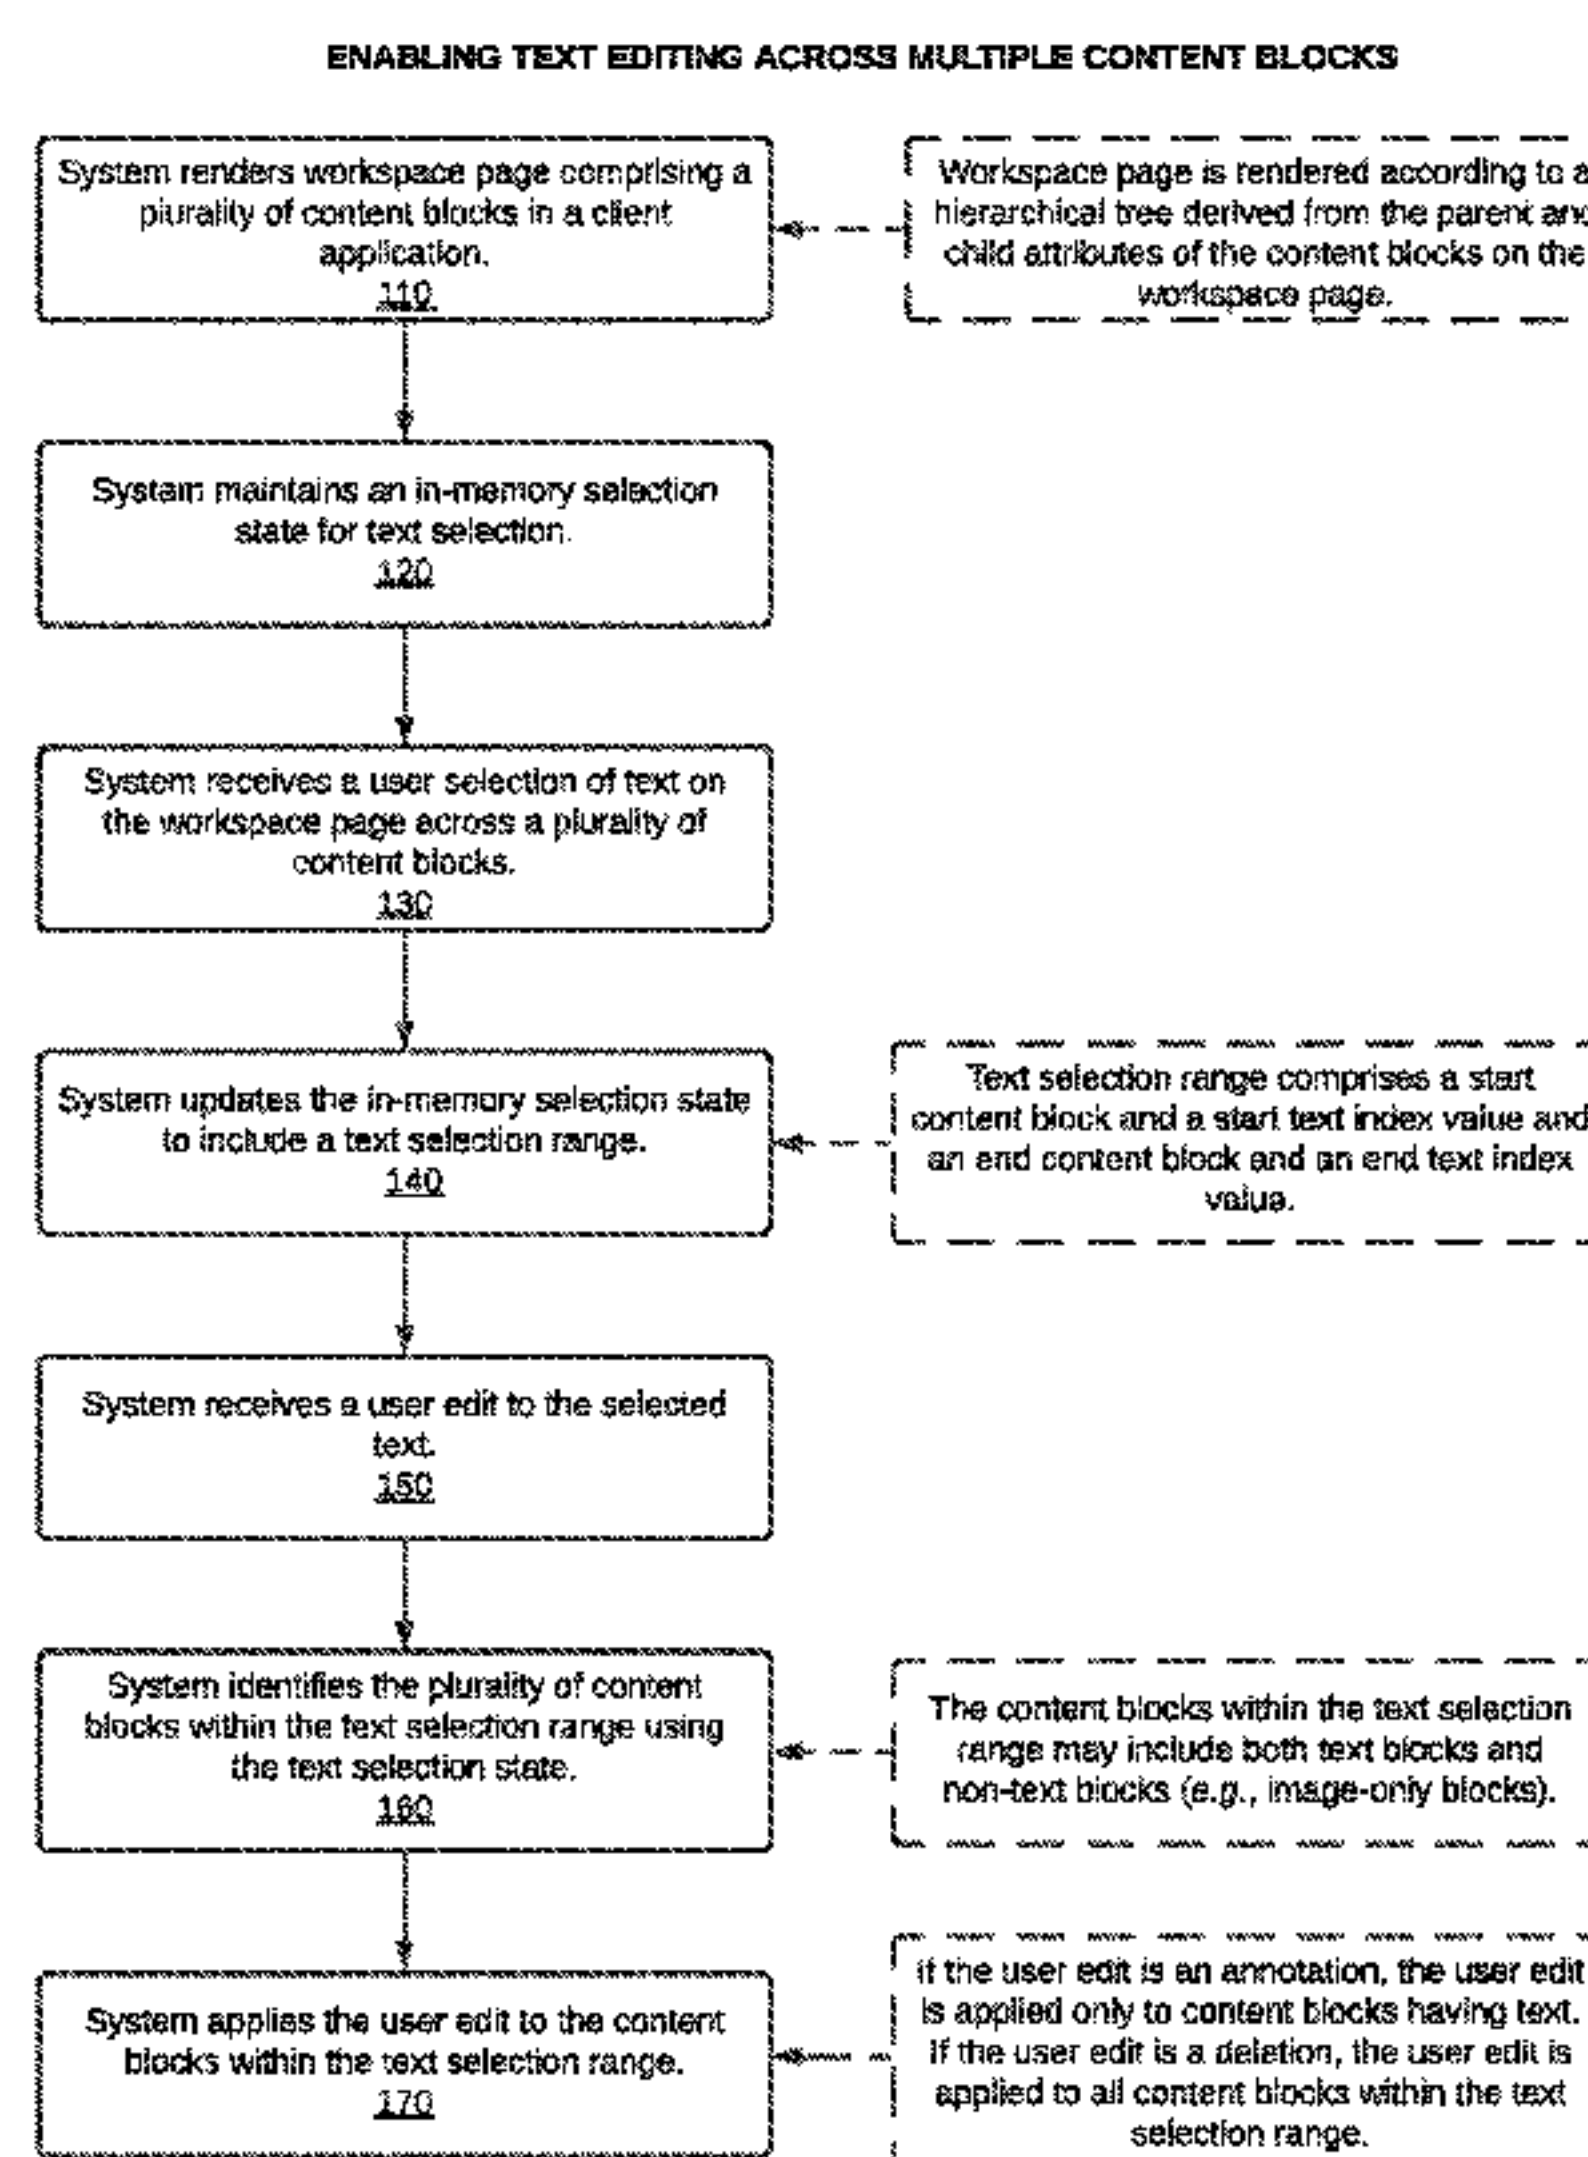 ENABLING TEXT EDITING ACROSS MULTIPLE CONTENT BLOCKS
System renders workspace page comprising a
plurality of content blocks in a client
application.
110
Workspace page is rendered according to a
hierarchical tree derived from the parent and
child attributes of the content blocks on the
workspace page.
System maintains an in-memory selection
state for text selection.
120
System receives a user selection of text on
the workspace page across a plurality of
content blocks.
130
System updates the in-memory selection state
to include a text selection range.
140
Text selection range comprises a start
content block and a start text index value and
an end content block and an end text index
value.
System receives a user edit to the selected
text.
150
System identifies the plurality of content
blocks within the text selection range using
the text selection state.
160
The content blocks within the text selection
range may include both text blocks and
non-text blocks (e.g., image-only blocks).
System applies the user edit to the content
blocks within the text selection range.
170
If the user edit is an annotation, the user edit
is applied only to content blocks having text.
If the user edit is a deletion, the user edit is
applied to all content blocks within the text
selection range.